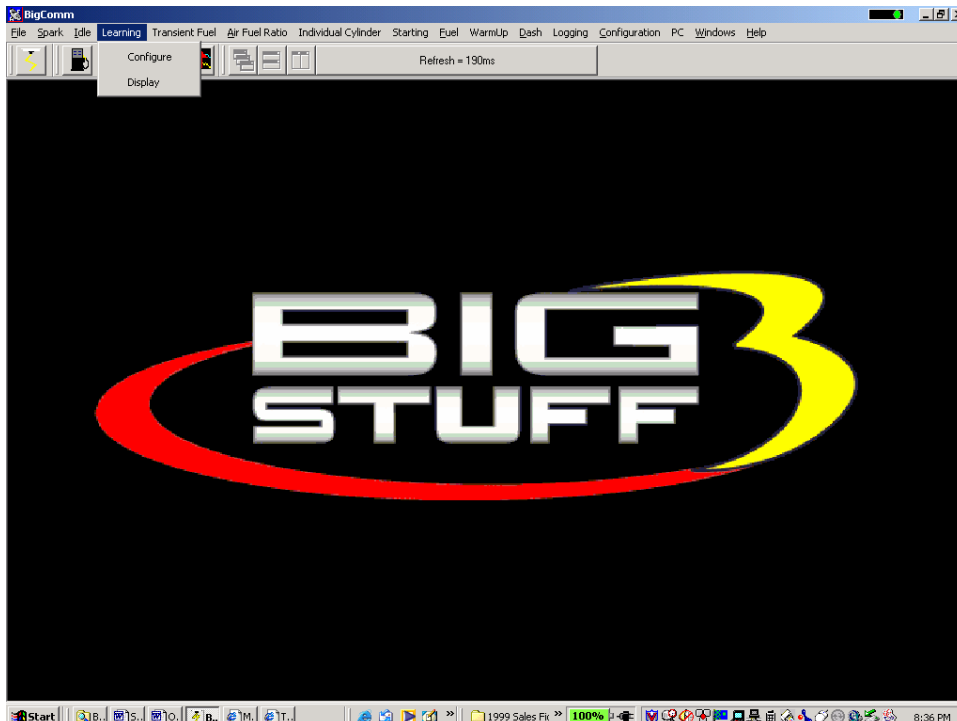 BigComm
File Spark Idle Learning Transient Fuel Air Fuel Ratio Individual Cylinder Starting Fuel WarmUp Dash Logging Configuration PC Windows Help
Configure
Display
Refresh = 190ms
BIG 3
STUFF
Start B.. S.. O.. B.. M.. T.. » 1999 Sales Fi » 100% 8:36 PM